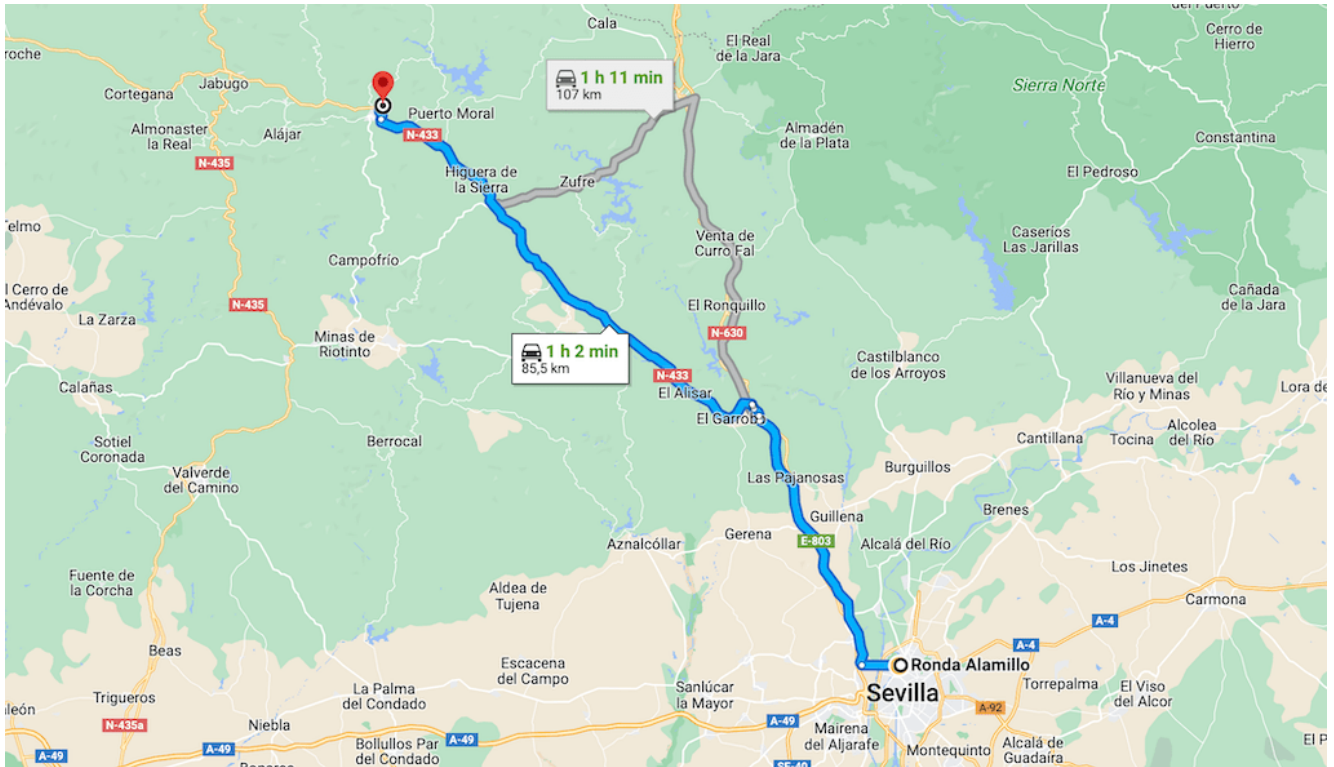 Cala
Cerro de
Hierro
El Real
de la Jara
roche
Jabugo
1 h 11 min
107 km
Sierra Norte
Cortegana
Puerto Moral
Almonaster
la Real
Alájar
N-433
Almadén
de la Plata
Constantina
N-435
Higuera de
la Sierra
Zufre
El Pedroso
elmo
Venta de
Curro Fal
Caseríos
Las Jarillas
Campofrío
l Cerro de
Andévalo
Cañada
de la Jara
N-435
El Ronquillo
La Zarza
Minas de
Riotinto
N-630
1 h 2 min
85,5 km
Castilblanco
de los Arroyos
N-433
Calañas
El Alisar
Villanueva del
Río y Minas
Lora de
El Garrobo
Sotiel
Coronada
Berrocal
Cantillana
Tocina
Alcolea
del Río
Valverde
del Camino
Las Pajanosas
Burguillos
Guillena
Brenes
Gerena
E-803
Aznalcóllar
Alcalá del Río
Los Jinetes
Fuente de
la Corcha
Aldea de
Tujena
Carmona
A-4
Beas
A-4
Escacena
del Campo
Ronda Alamillo
Trigueros
La Palma
del Condado
Sanlúcar
la Mayor
Sevilla
Torrepalma
El Viso
del Alcor
león
N-435a
Niebla
A-49
A-92
Mairena
del Aljarafe
A-49
A-49
A-49
Bollullos Par
del Condado
Montequinto
Alcalá de
Guadaíra
El P